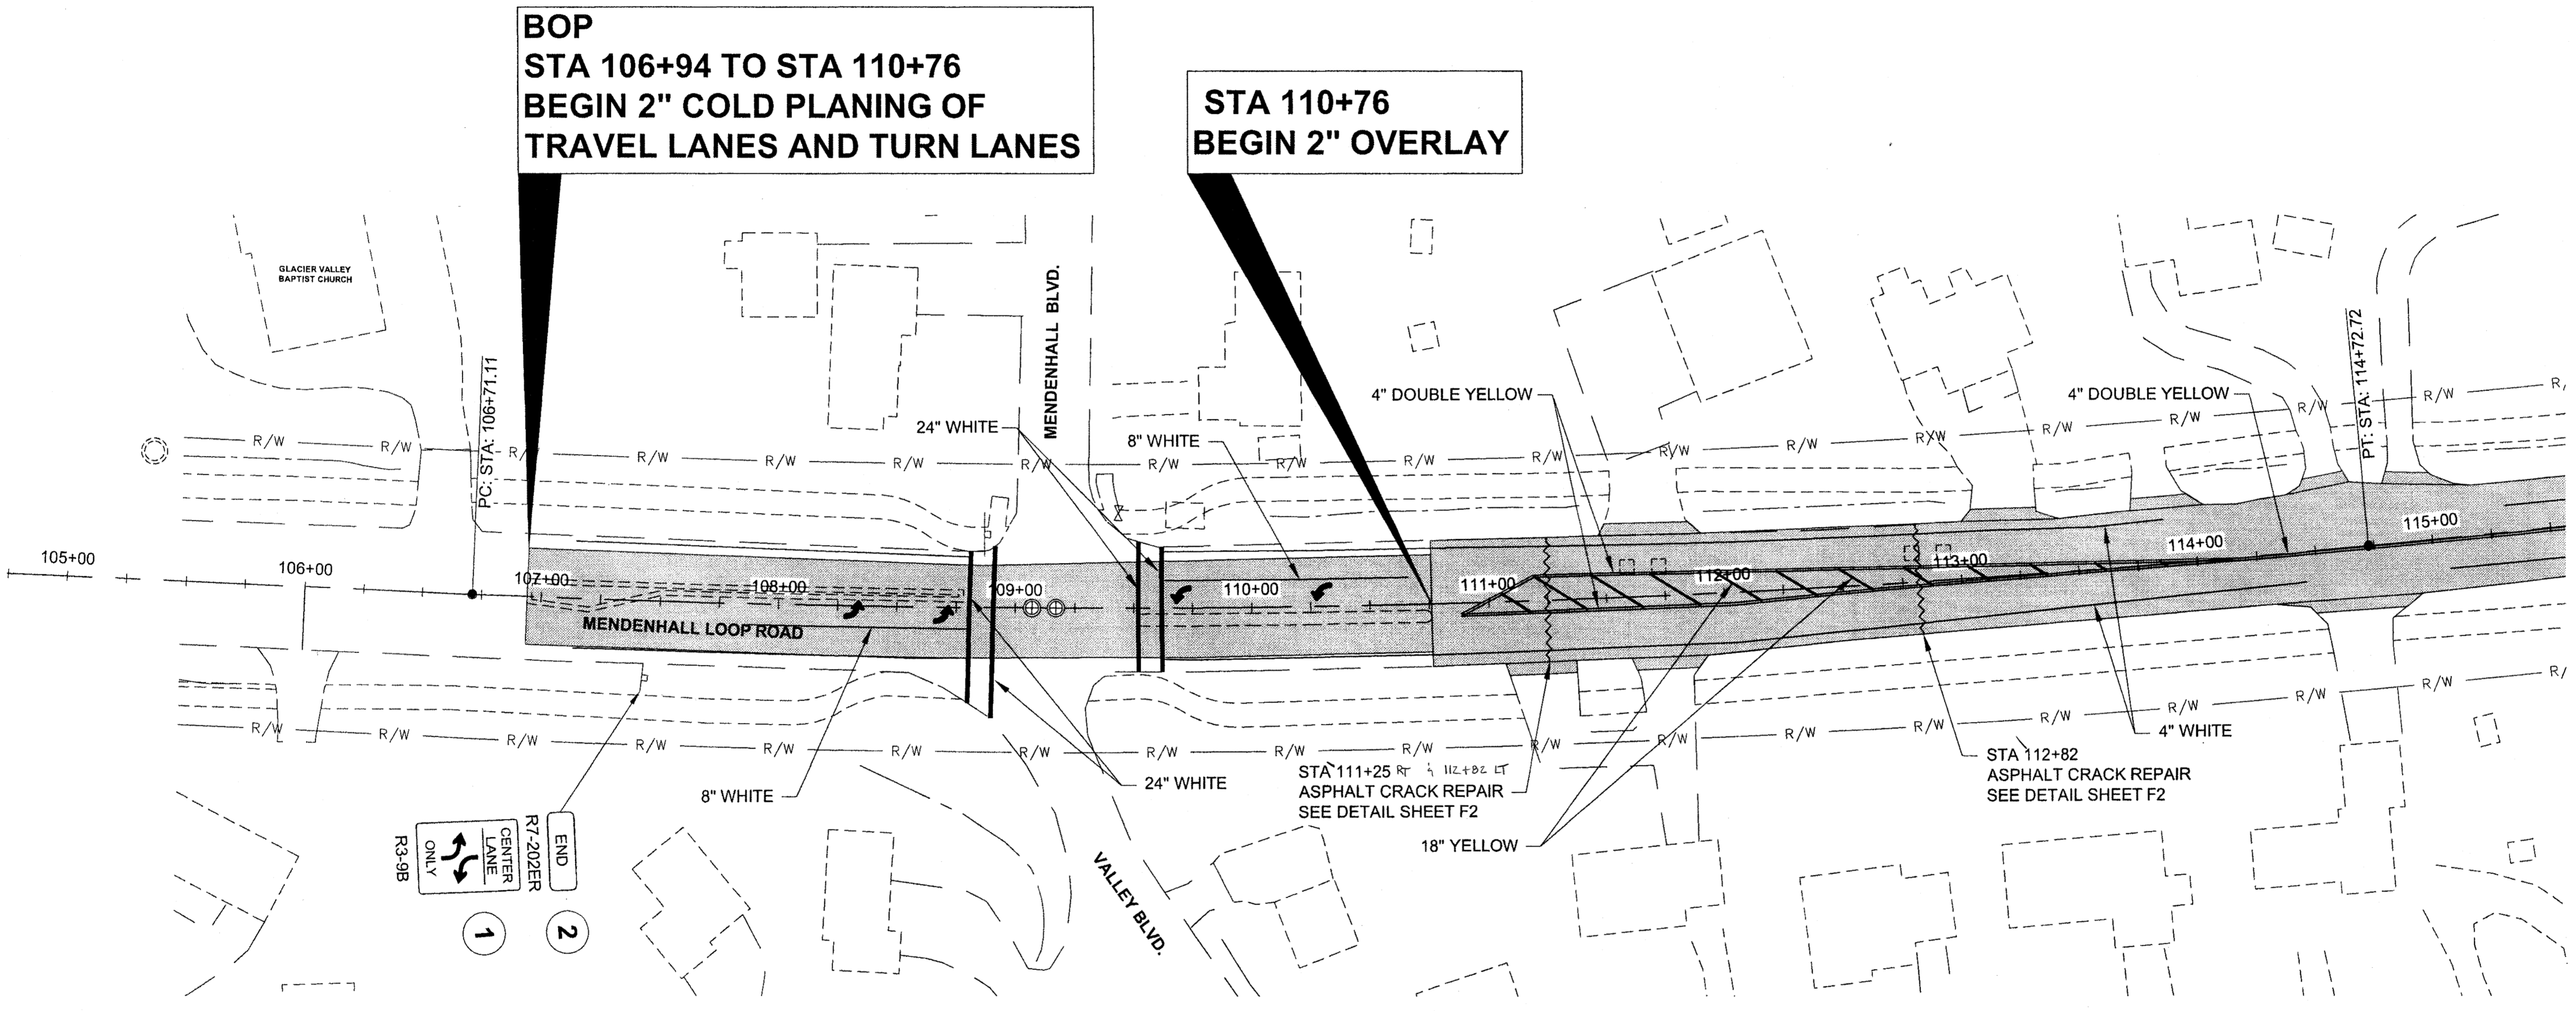 BOP
STA 106+94 TO STA 110+76
BEGIN 2" COLD PLANING OF
TRAVEL LANES AND TURN LANES
STA 110+76
BEGIN 2" OVERLAY
GLACIER VALLEY
BAPTIST CHURCH
PC: STA: 106+71.11
MENDENHALL BLVD.
PT: STA: 114+72.72
24" WHITE
8" WHITE
4" DOUBLE YELLOW
4" DOUBLE YELLOW
R/W R/W R/W R/W R/W R/W R/W R/W R/W R/W R/W R/W R/W R/W R/W R/W R/W R/W R/
105+00
106+00
107+00
108+00
109+00
110+00
111+00
112+00
113+00
114+00
115+00
MENDENHALL LOOP ROAD
R/W R/W R/W R/W R/W R/W R/W R/W R/W R/W R/W R/W R/W R/W R/W R/W R/W R/W R/
8" WHITE
24" WHITE
STA 111+25 RT & 112+82 LT
ASPHALT CRACK REPAIR
SEE DETAIL SHEET F2
18" YELLOW
4" WHITE
STA 112+82
ASPHALT CRACK REPAIR
SEE DETAIL SHEET F2
VALLEY BLVD.
END
R7-202ER
2
CENTER
LANE
ONLY
R3-9B
1